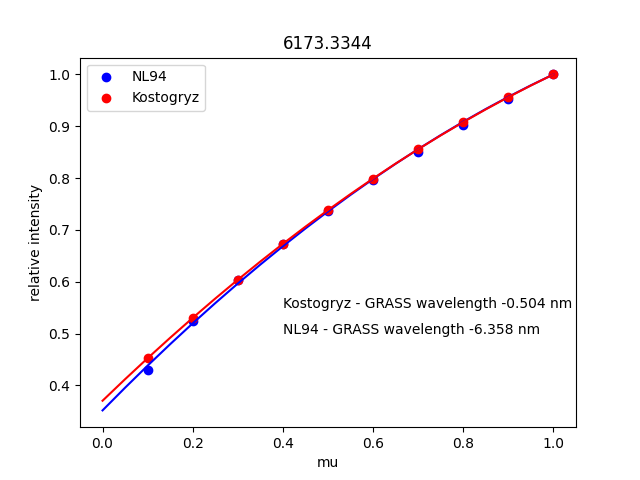 6173.3344
NL94
Kostogryz
1.0
0.9
0.8
0.7
0.6
0.5
0.4
relative intensity
Kostogryz - GRASS wavelength -0.504 nm
NL94 - GRASS wavelength -6.358 nm
0.0 0.2 0.4 0.6 0.8 1.0
mu